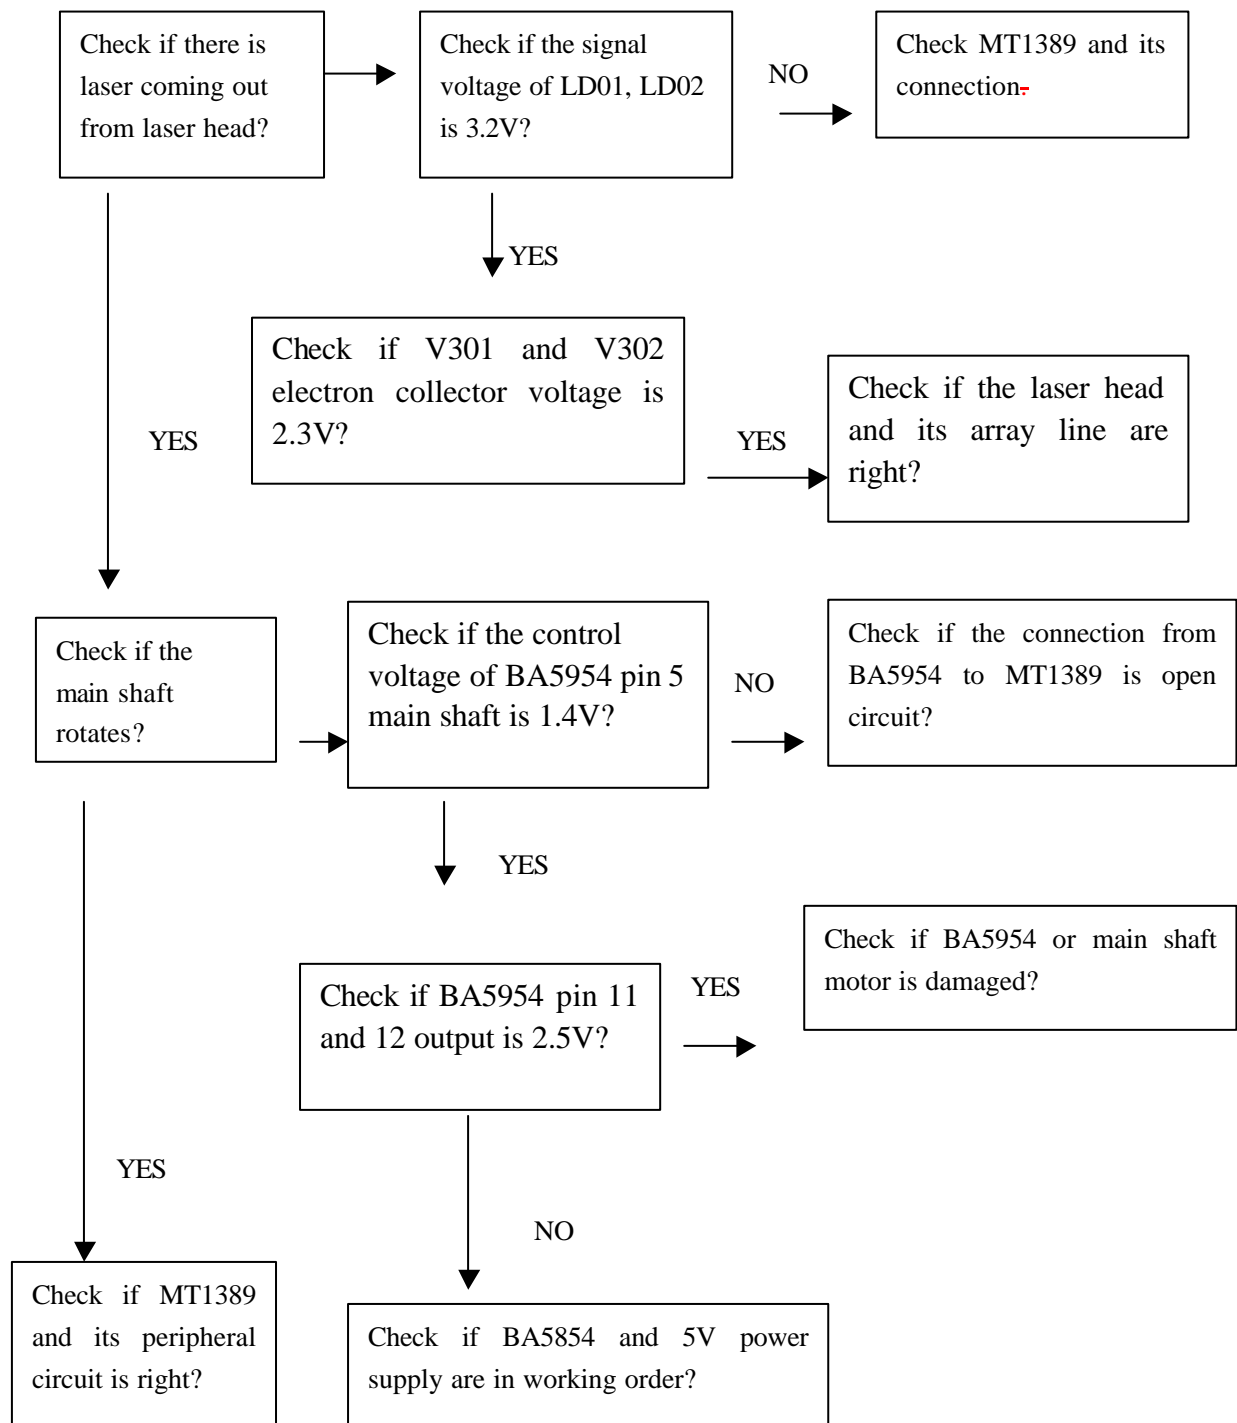 Check if there is
laser coming out
from laser head?
Check if the signal
voltage of LD01, LD02
is 3.2V?
NO
Check MT1389 and its
connection.
YES
Check if V301 and V302
electron collector voltage is
2.3V?
YES
YES
Check if the laser head
and its array line are
right?
Check if the
main shaft
rotates?
Check if the control
voltage of BA5954 pin 5
main shaft is 1.4V?
NO
Check if the connection from
BA5954 to MT1389 is open
circuit?
YES
Check if BA5954 pin 11
and 12 output is 2.5V?
YES
Check if BA5954 or main shaft
motor is damaged?
YES
NO
Check if MT1389
and its peripheral
circuit is right?
Check if BA5854 and 5V power
supply are in working order?